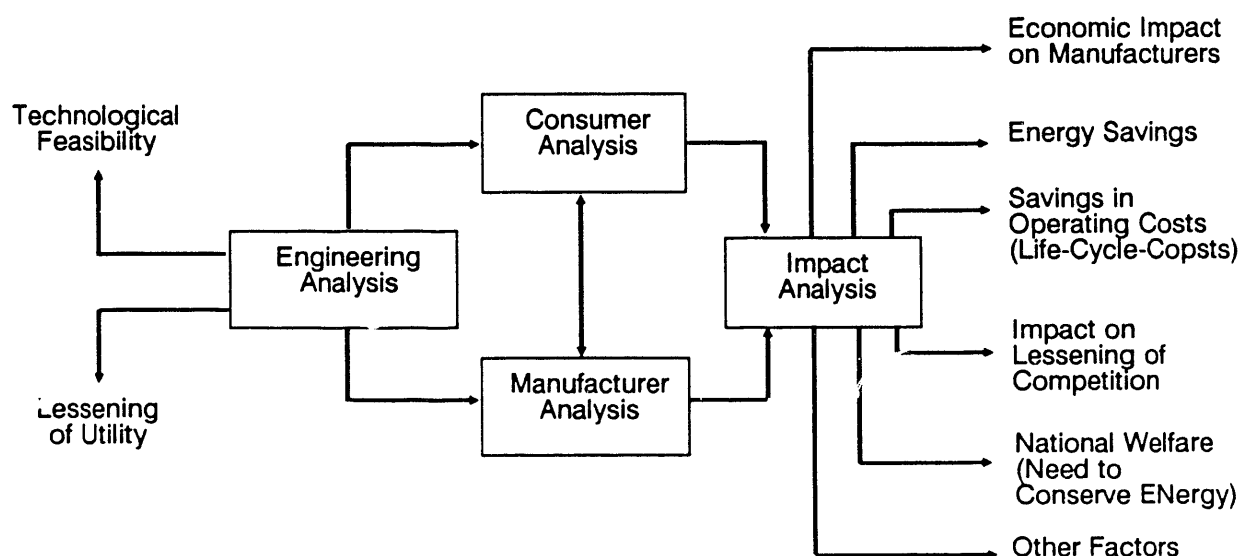 Technological
Feasibility
Lessening
of Utility
Engineering
Analysis
Consumer
Analysis
Manufacturer
Analysis
Impact
Analysis
Economic Impact
on Manufacturers
Energy Savings
Savings in
Operating Costs
(Life-Cycle-Copsts)
Impact on
Lessening of
Competition
National Welfare
(Need to
Conserve ENergy)
Other Factors